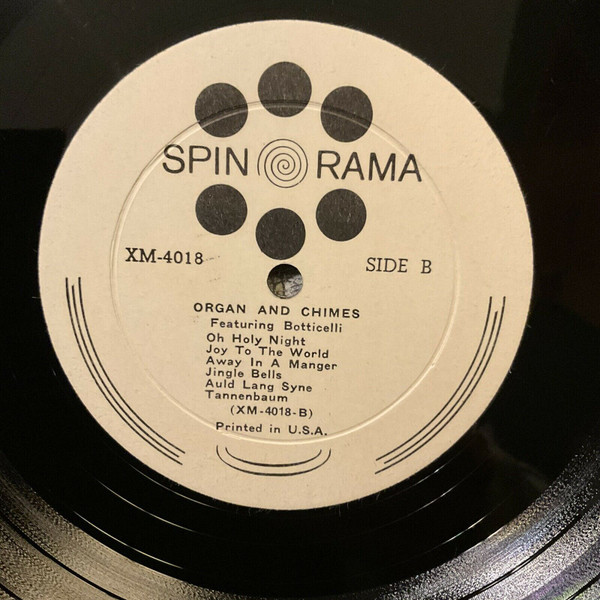 SPIN RAMA
XM-4018
SIDE B
ORGAN AND CHIMES
Featuring Botticelli
Oh Holy Night
Joy To The World
Away In A Manger
Jingle Bells
Auld Lang Syne
Tannenbaum
(XM-4018-B)
Printed in U.S.A.